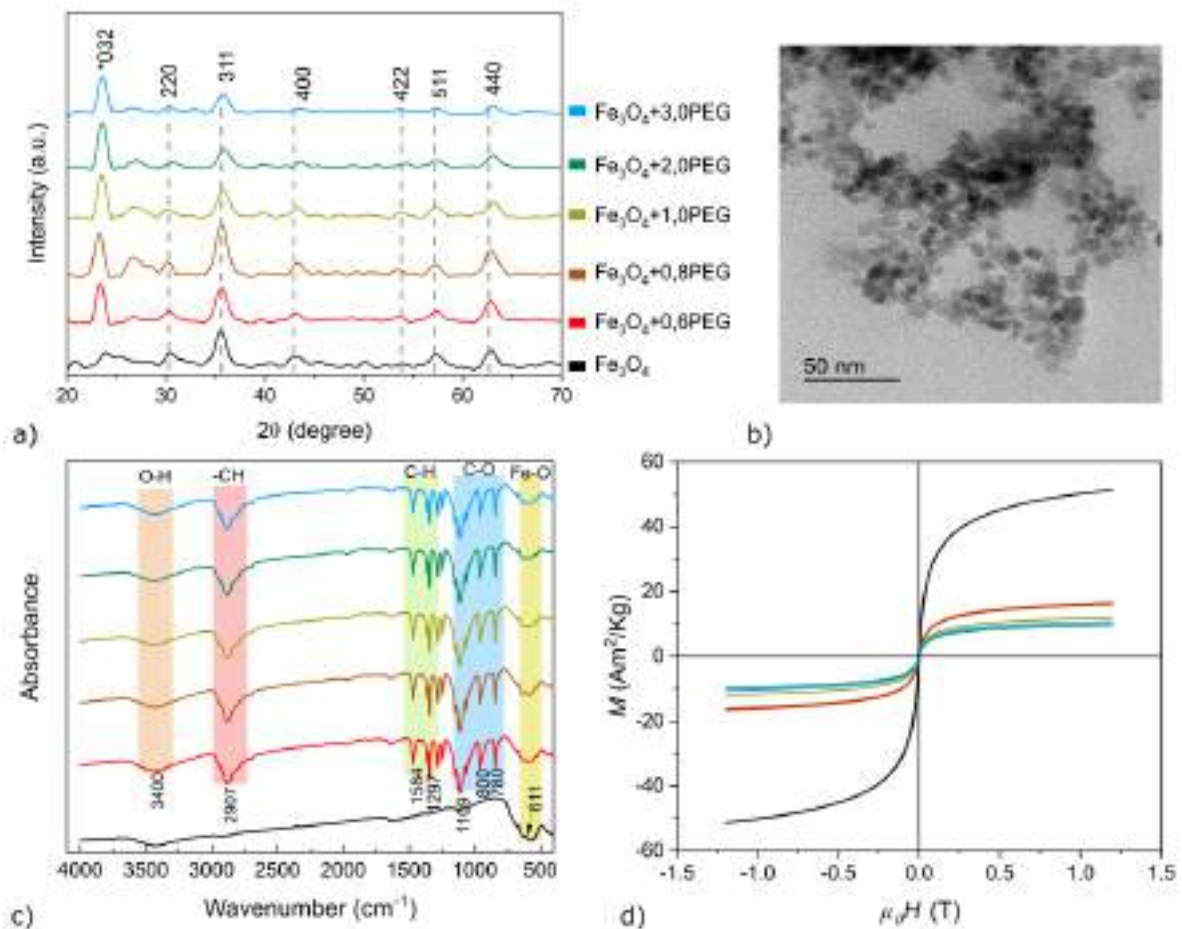 *032
220
311
400
422
511
440
Intensity (a.u.)
Fe₃O₄+3,0PEG
Fe₃O₄+2,0PEG
Fe₃O₄+1,0PEG
Fe₃O₄+0,8PEG
Fe₃O₄+0,6PEG
Fe₃O₄
20 30 40 50 60 70
2θ (degree)
a)
50 nm
b)
O-H
-CH
C-H
C-O
Fe-O
Absorbance
3400
2907
1584
1297
1109
900
780
611
4000 3500 3000 2500 2000 1500 1000 500
Wavenumber (cm⁻¹)
c)
60
40
20
0
-20
-40
-60
M (Am²/Kg)
-1.5 -1.0 -0.5 0.0 0.5 1.0 1.5
μ₀H (T)
d)